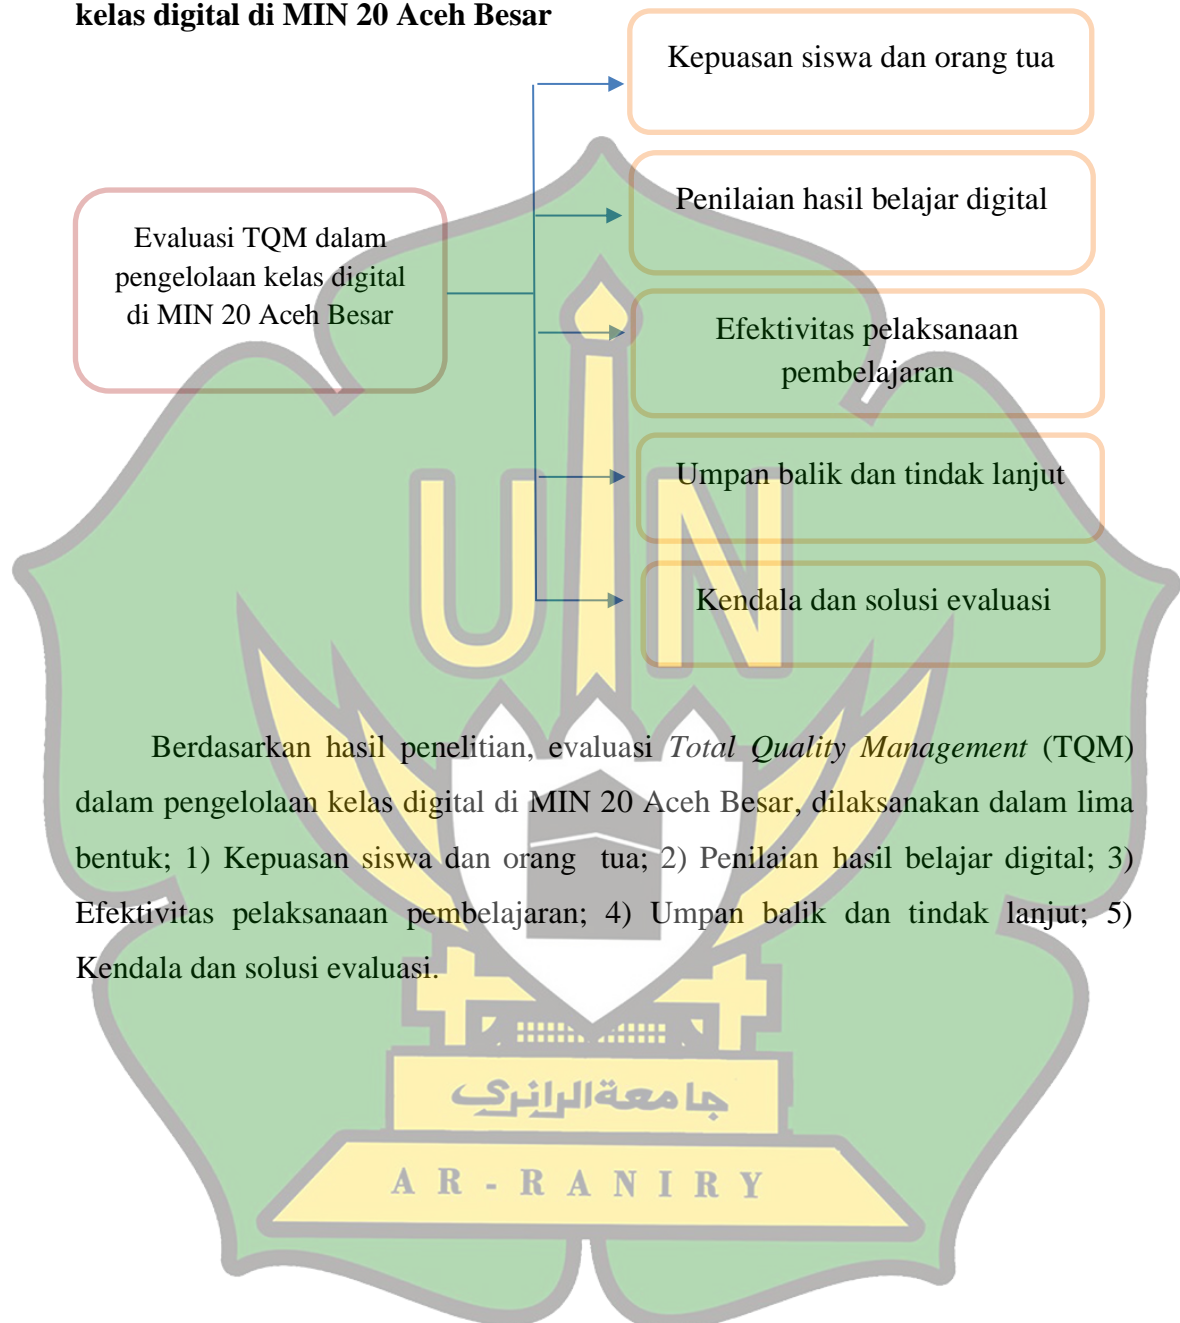 kelas digital di MIN 20 Aceh Besar
Kepuasan siswa dan orang tua
Penilaian hasil belajar digital
Evaluasi TQM dalam
pengelolaan kelas digital
di MIN 20 Aceh Besar
Efektivitas pelaksanaan
pembelajaran
Umpan balik dan tindak lanjut
Kendala dan solusi evaluasi
UIN
Berdasarkan hasil penelitian, evaluasi Total Quality Management (TQM)
dalam pengelolaan kelas digital di MIN 20 Aceh Besar, dilaksanakan dalam lima
bentuk; 1) Kepuasan siswa dan orang tua; 2) Penilaian hasil belajar digital; 3)
Efektivitas pelaksanaan pembelajaran; 4) Umpan balik dan tindak lanjut; 5)
Kendala dan solusi evaluasi.
جامعة الرانري
AR-RANIRY